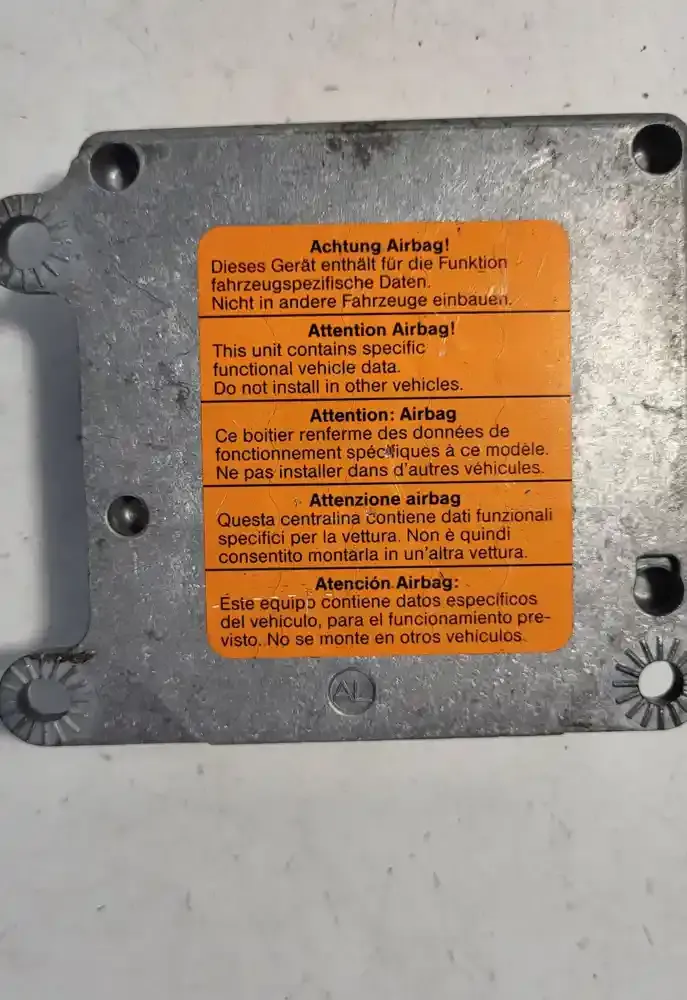 Achtung Airbag!
Dieses Gerät enthält für die Funktion
fahrzeugspezifische Daten.
Nicht in andere Fahrzeuge einbauen.
Attention Airbag!
This unit contains specific
functional vehicle data.
Do not install in other vehicles.
Attention: Airbag
Ce boitier renferme des données de
fonctionnement spécifiques à ce modèle.
Ne pas installer dans d'autres véhicules.
Attenzione airbag
Questa centralina contiene dati funzionali
specifici per la vettura. Non è quindi
consentito montarla in un'altra vettura.
Atención Airbag:
Este equipo contiene datos especificos
del vehiculo, para el funcionamiento pre-
visto. No se monte en otros vehiculos.
AL